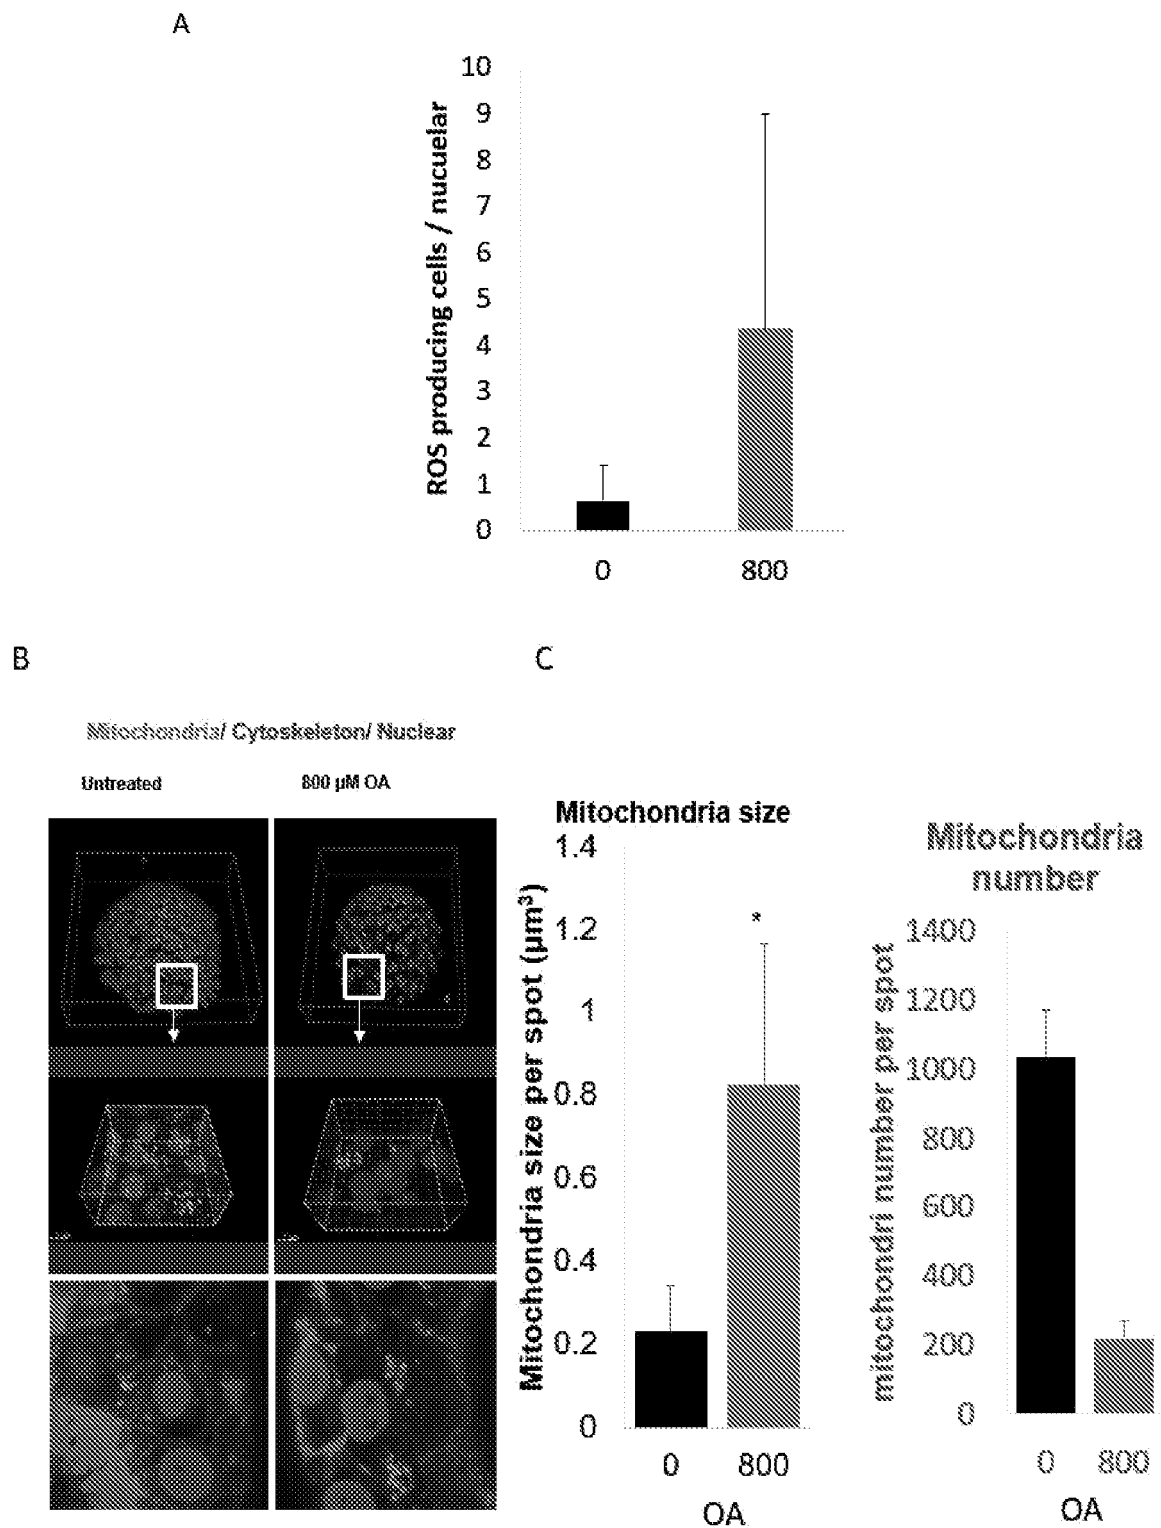 A
ROS producing cells / nucuelar
10
9
8
7
6
5
4
3
2
1
0
0
800
B
Mitochondria/ Cytoskeleton/ Nuclear
Untreated
800 µM OA
C
Mitochondria size
Mitochondria size per spot (µm³)
1.4
1.2
1
0.8
0.6
0.4
0.2
0
*
0
800
OA
Mitochondria
number
mitochondri number per spot
1400
1200
1000
800
600
400
200
0
0
800
OA